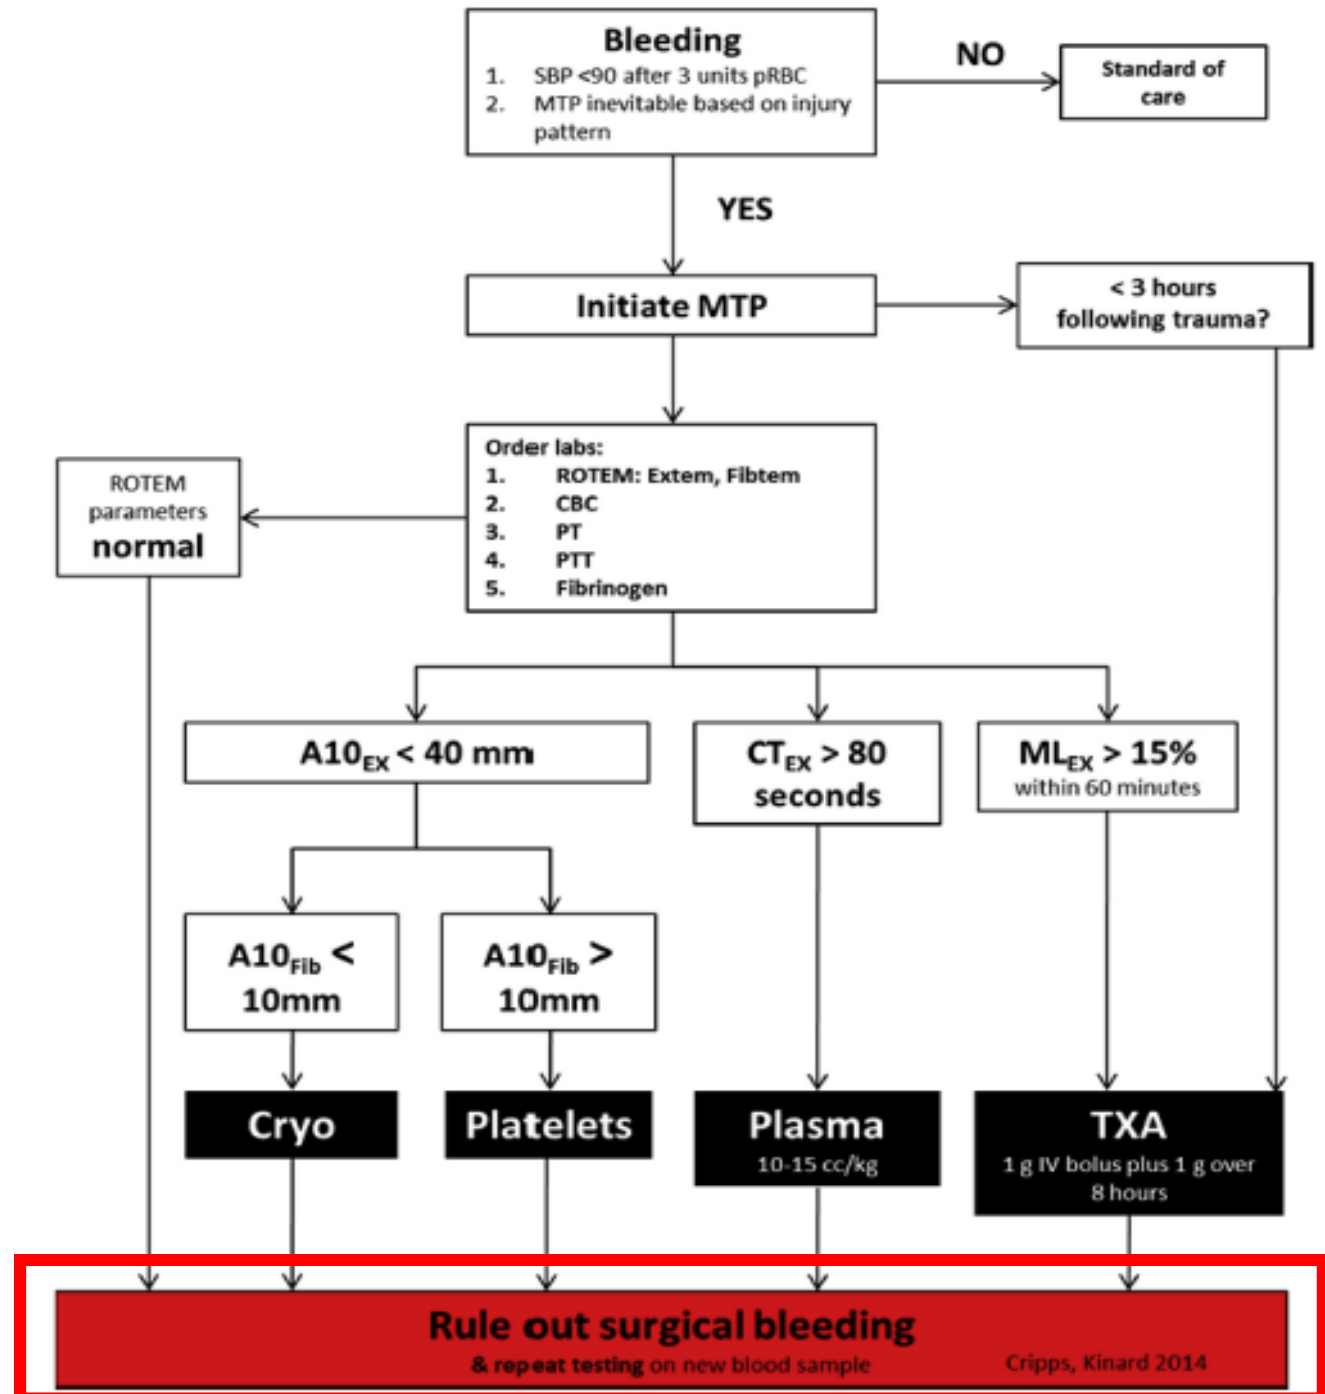 Bleeding
1. SBP <90 after 3 units pRBC
2. MTP inevitable based on injury
pattern
NO
Standard of
care
YES
Initiate MTP
< 3 hours
following trauma?
Order labs:
1. ROTEM: Extem, Fibtem
2. CBC
3. PT
4. PTT
5. Fibrinogen
ROTEM
parameters
normal
A10EX < 40 mm
CTEX > 80
seconds
MLEX > 15%
within 60 minutes
A10Fib <
10mm
A10Fib >
10mm
Cryo
Platelets
Plasma
10-15 cc/kg
TXA
1 g IV bolus plus 1 g over
8 hours
Rule out surgical bleeding
& repeat testing on new blood sample
Cripps, Kinard 2014